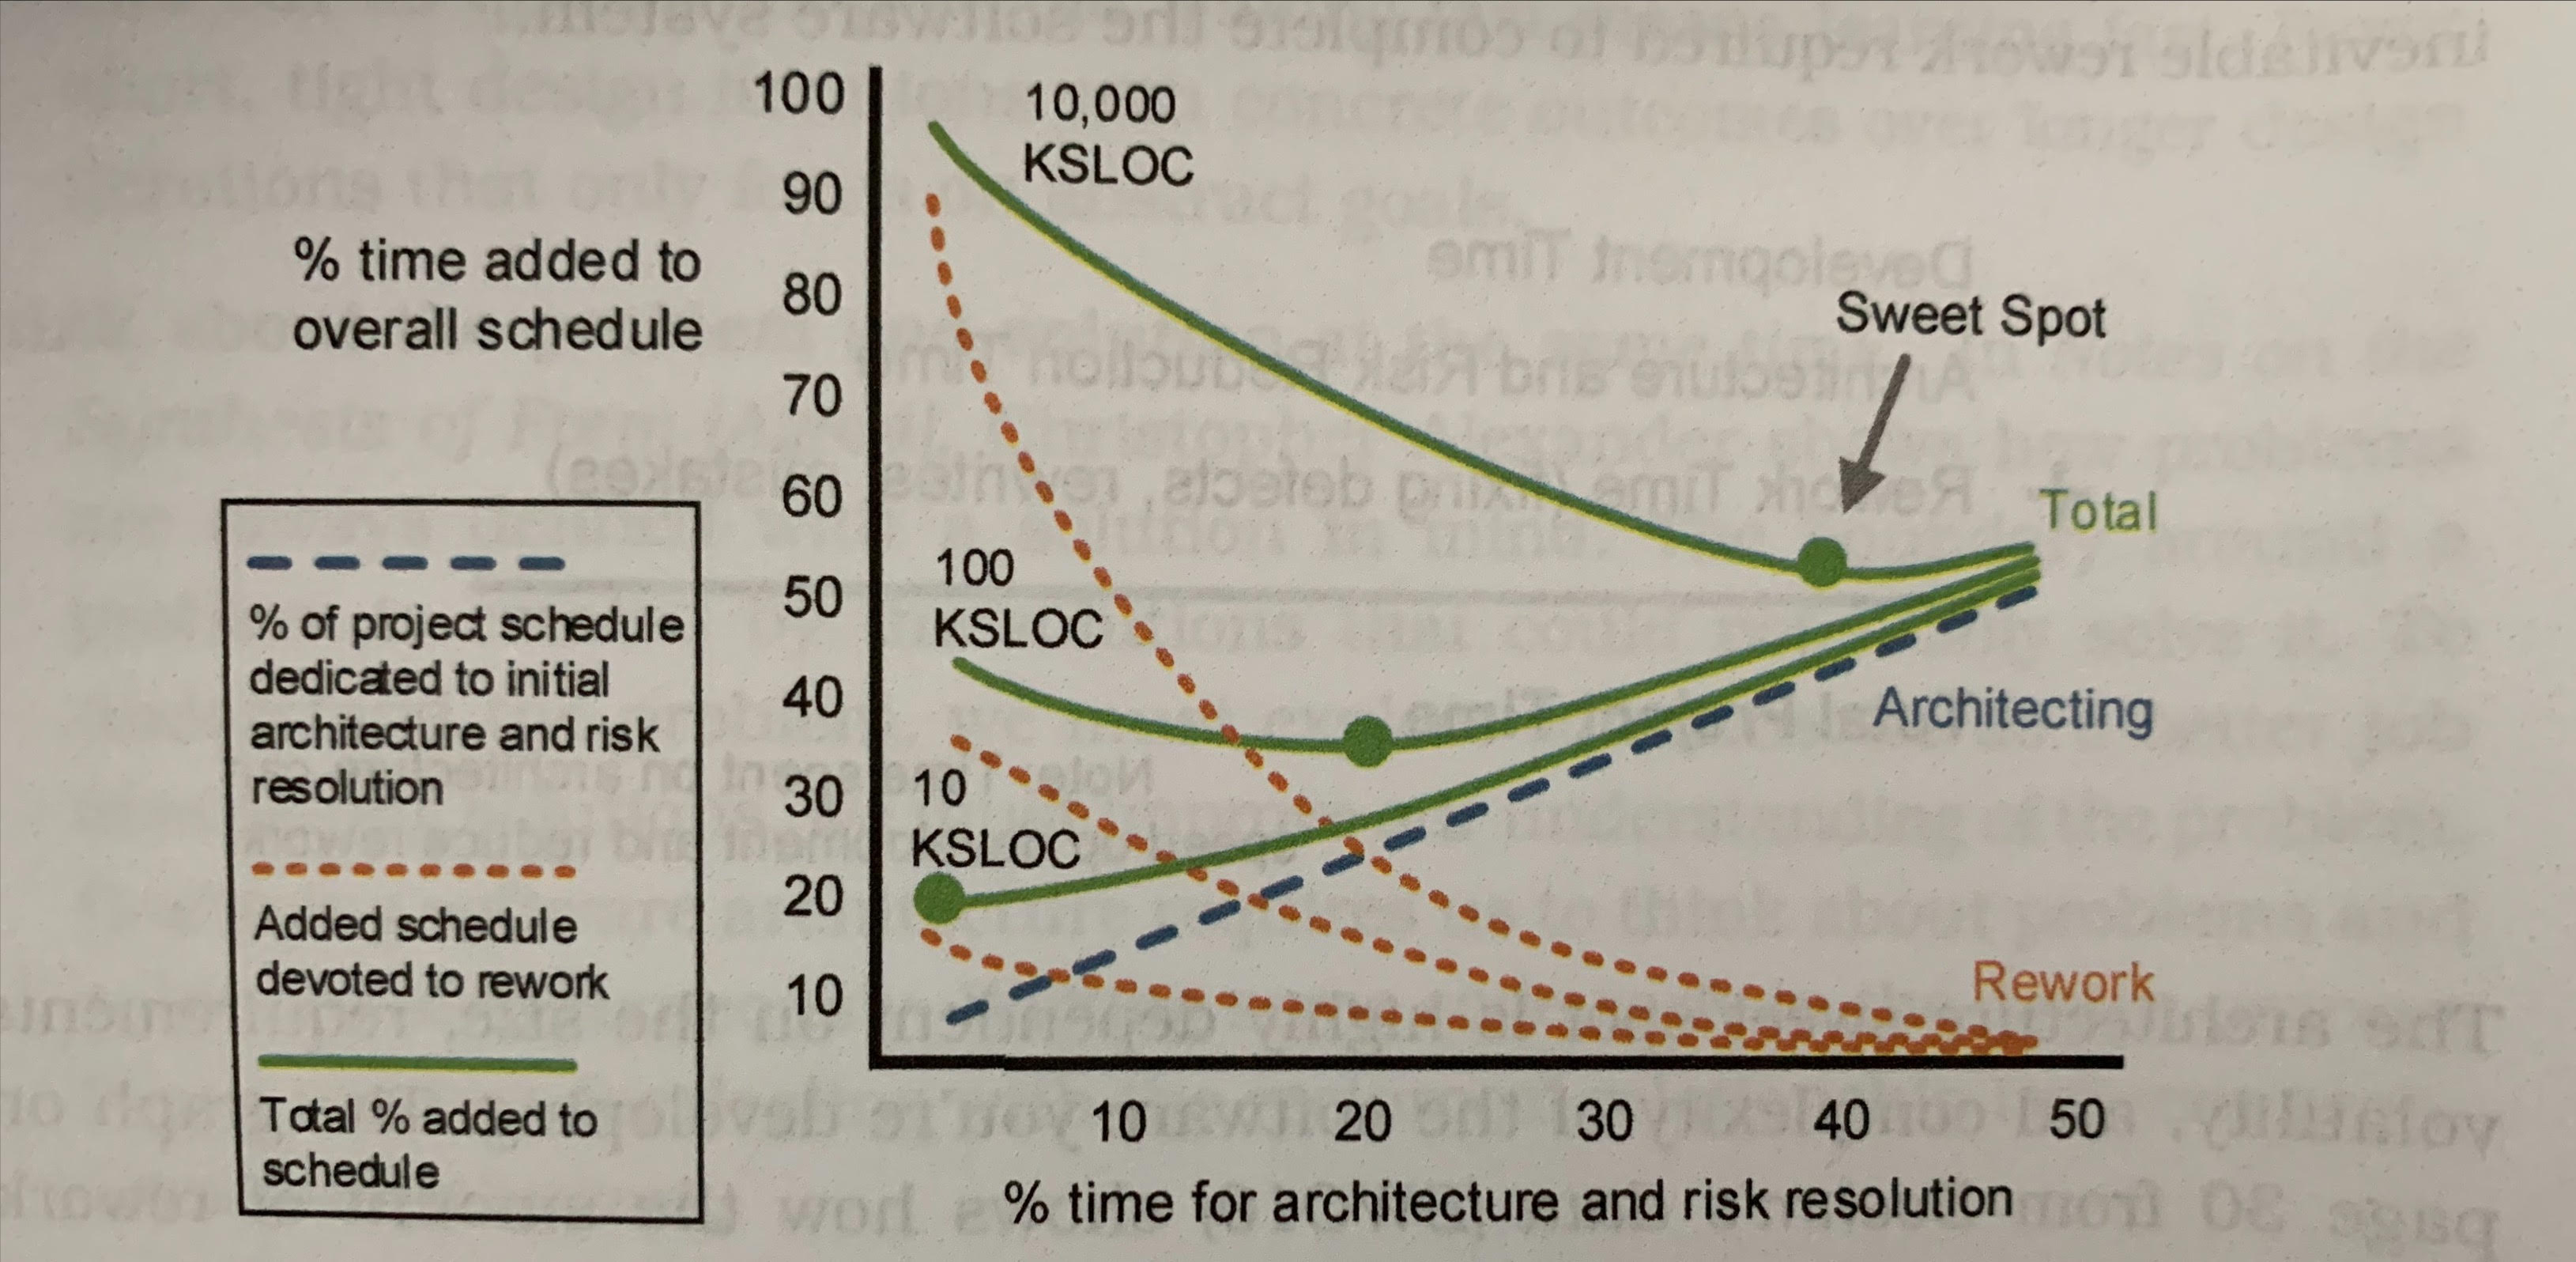 100
90
80
70
60
50
40
30
20
10
% time added to
overall schedule
10,000
KSLOC
100
KSLOC
10
KSLOC
Sweet Spot
Total
Architecting
Rework
% of project schedule
dedicated to initial
architecture and risk
resolution
Added schedule
devoted to rework
Total % added to
schedule
10 20 30 40 50
% time for architecture and risk resolution